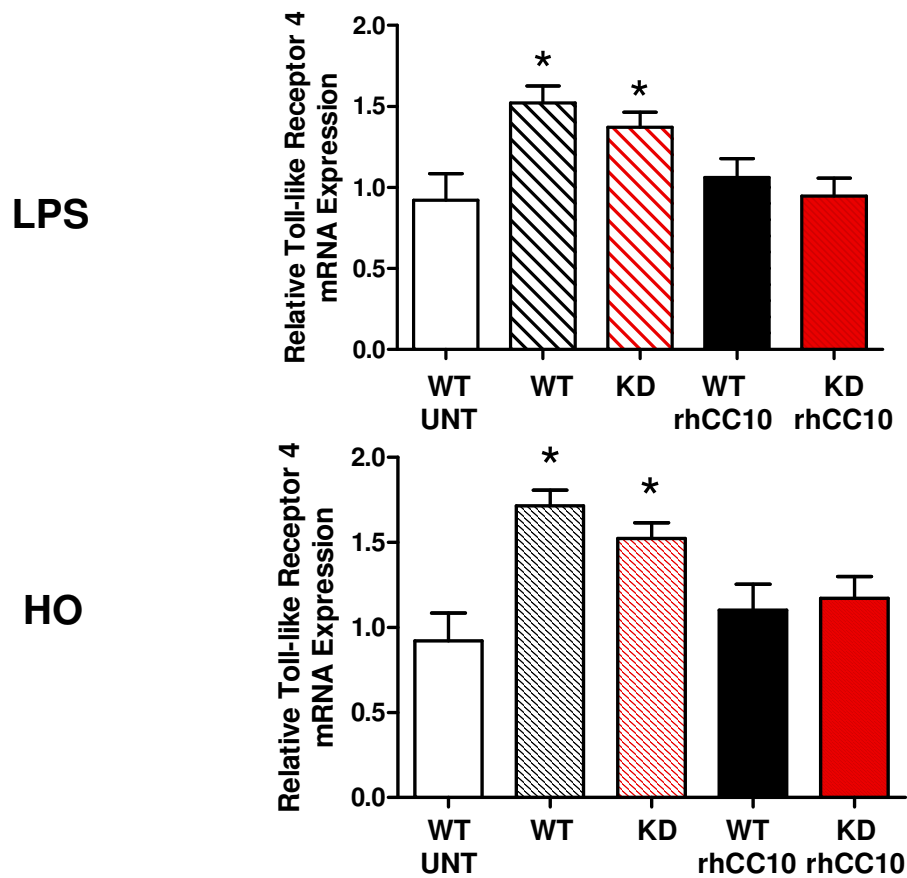 LPS
Relative Toll-like Receptor 4
mRNA Expression
2.0
1.5
1.0
0.5
0.0
*
*
WT
UNT
WT
KD
WT
rhCC10
KD
rhCC10
HO
Relative Toll-like Receptor 4
mRNA Expression
2.0
1.5
1.0
0.5
0.0
*
*
WT
UNT
WT
KD
WT
rhCC10
KD
rhCC10